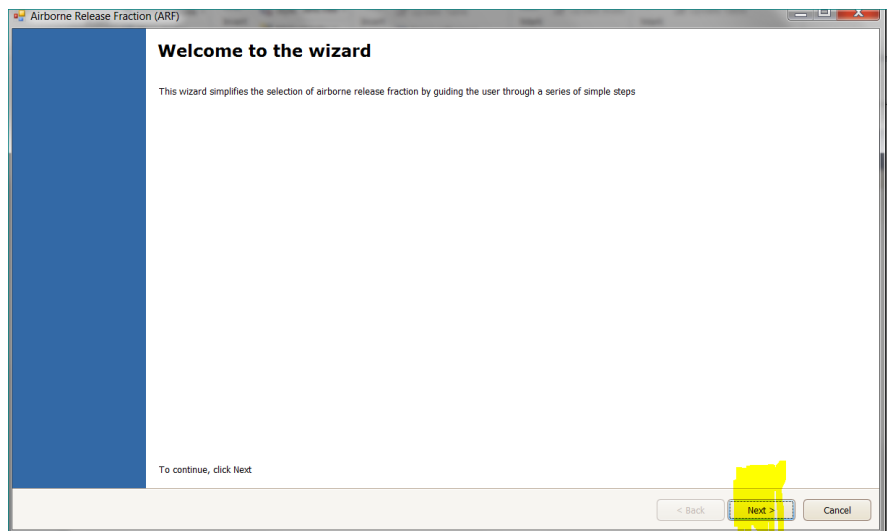 Airborne Release Fraction (ARF)
Welcome to the wizard
This wizard simplifies the selection of airborne release fraction by guiding the user through a series of simple steps
To continue, click Next
< Back Next > Cancel